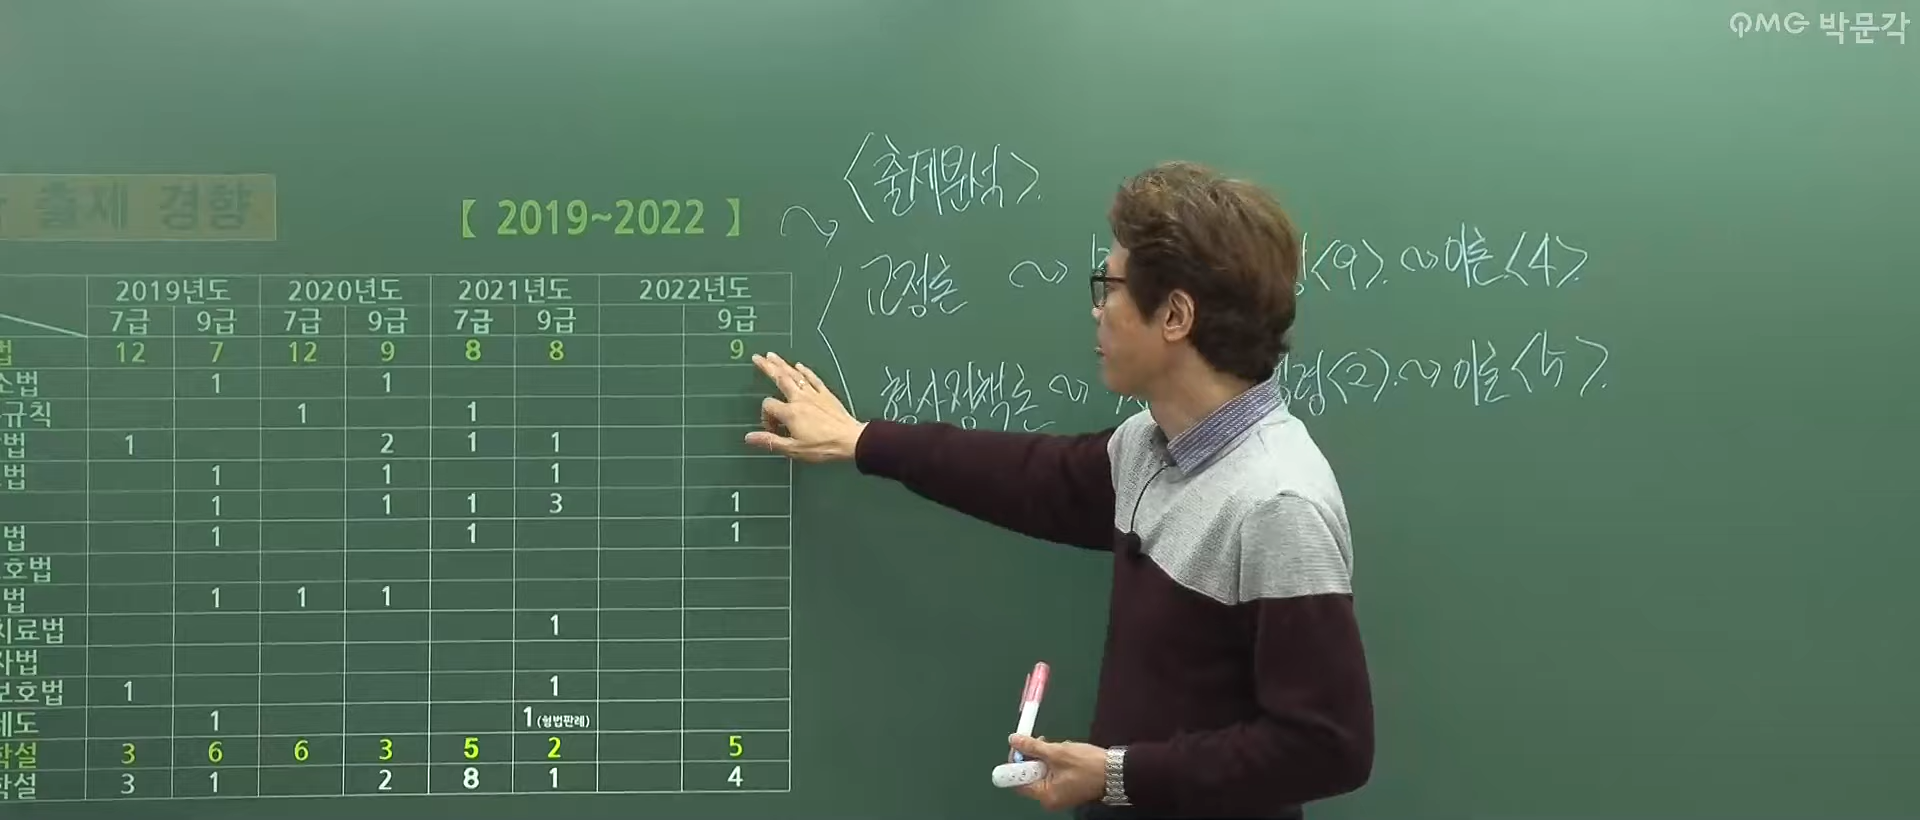 PMG 박문각
출제 경향
【 2019~2022 】
<출제분석>.
2019년도 2020년도 2021년도 2022년도
7급 9급 7급 9급 7급 9급 9급
법 12 7 12 9 8 8 9
소법 1 1
규칙 1 1
법 1 2 1 1
법 1 1 1
1 1 1 3 1
법 1 1 1
호법
법 1 1 1
치료법 1
사법
보호법 1 1
제도 1 1(형법판례)
학설 3 6 6 3 5 2 5
학설 3 1 2 8 1 4
교정론 ~> (9). ~> 이론<4>
형사정책론 ~> 령(2). ~> 이론<5>.